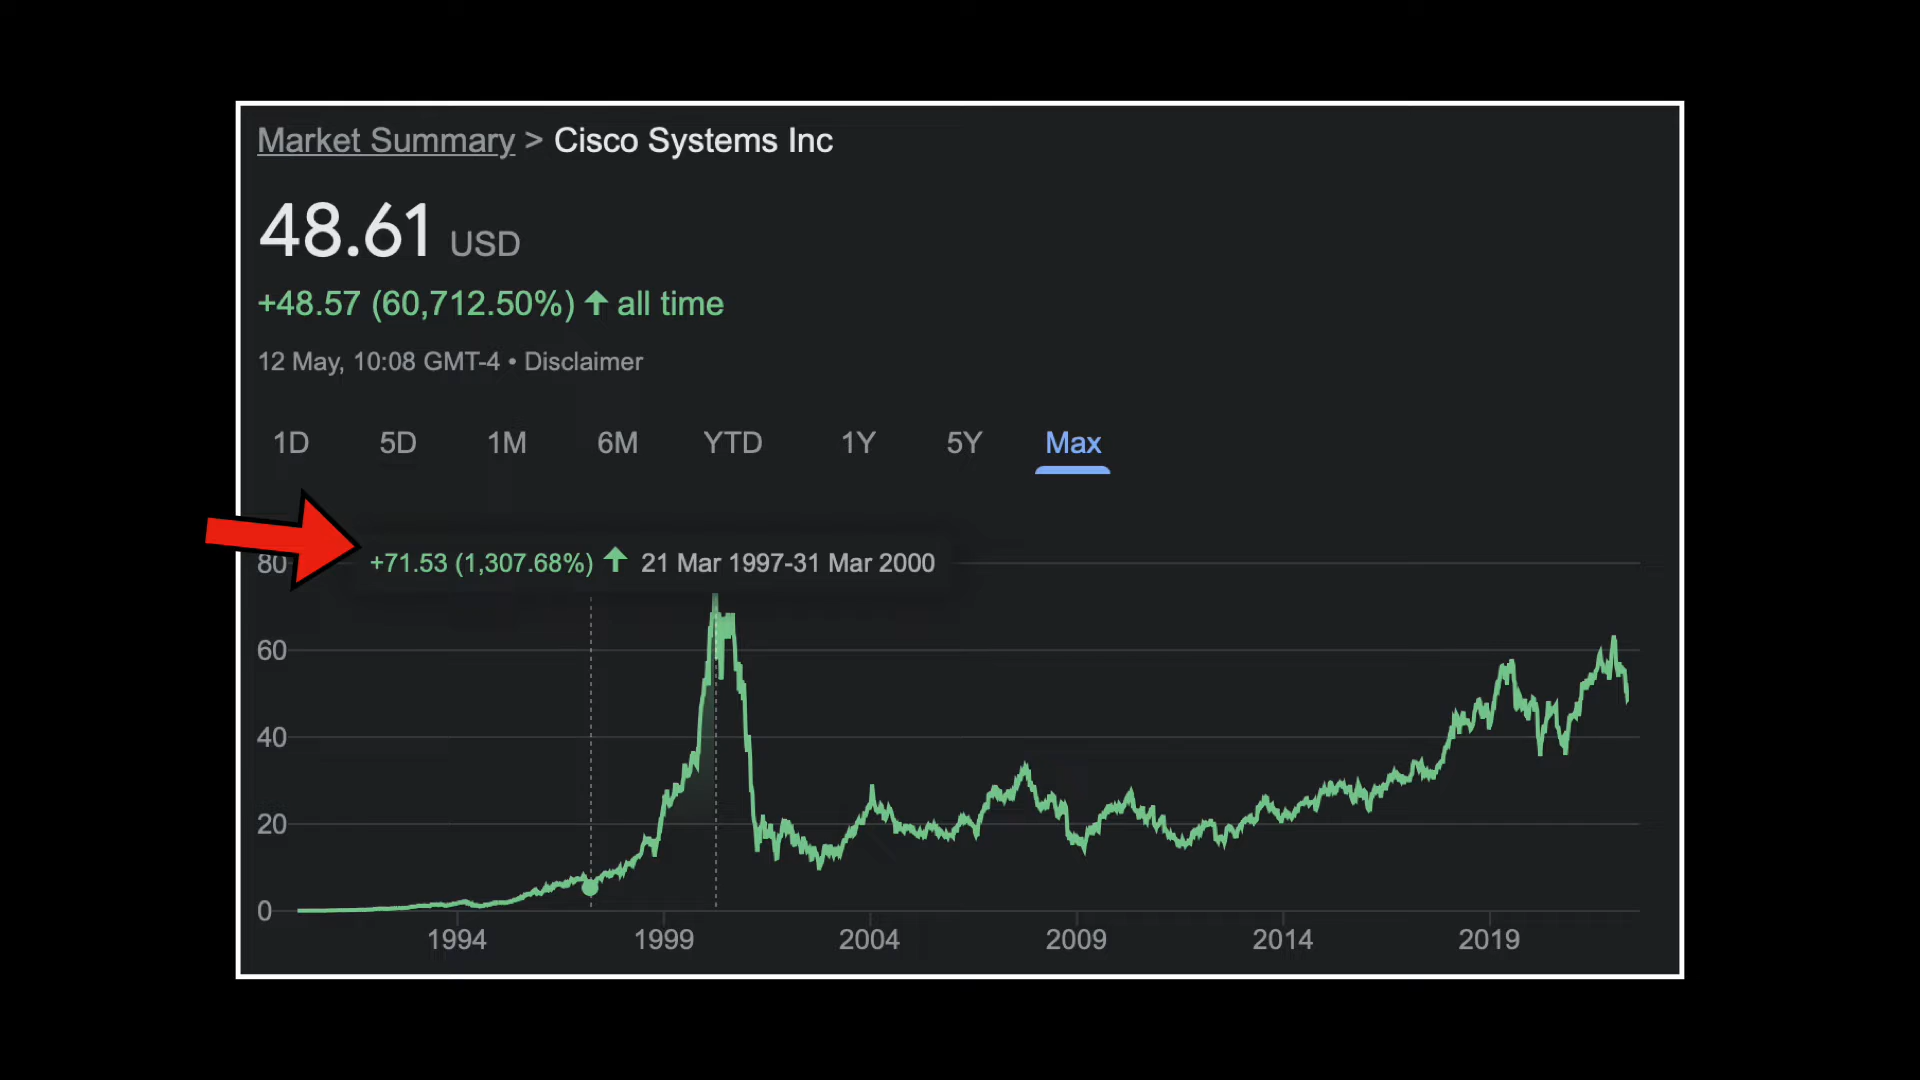 Market Summary > Cisco Systems Inc
48.61 USD
+48.57 (60,712.50%) ↑ all time
12 May, 10:08 GMT-4 • Disclaimer
1D 5D 1M 6M YTD 1Y 5Y Max
80 +71.53 (1,307.68%) ↑ 21 Mar 1997-31 Mar 2000
60
40
20
0
1994 1999 2004 2009 2014 2019